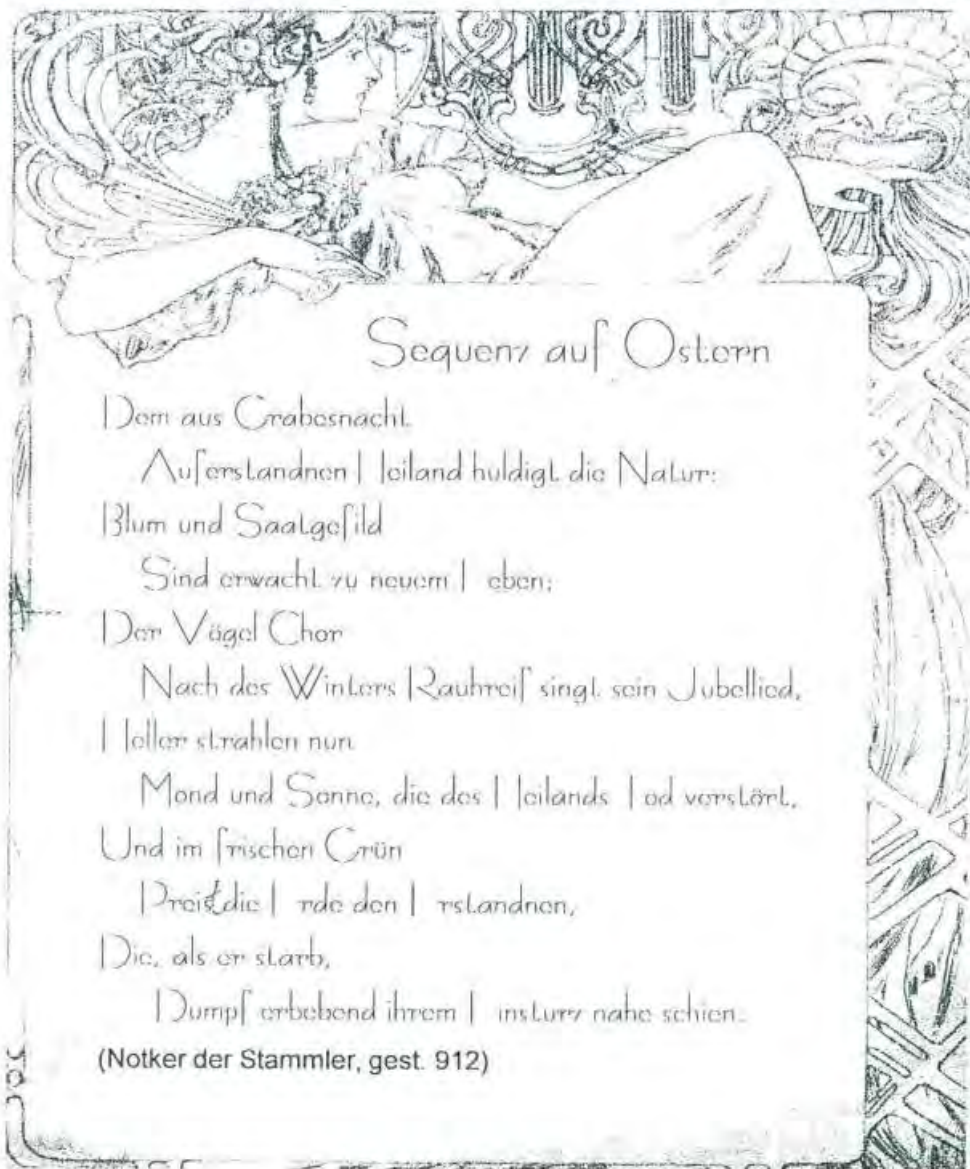 Sequenz auf Ostern
Dem aus Grabesnacht
Auferstandnen Heiland huldigt die Natur:
Blum und Saatgefild
Sind erwacht zu neuem Leben;
Der Vögel Chor
Nach des Winters Rauhreif singt sein Jubellied,
Heller strahlen nun
Mond und Sonne, die des Heilands Tod verstört,
Und im frischen Grün
Preist die Erde den Erstandnen,
Die, als er starb,
Dumpf erbebend ihrem Einsturz nahe schien.
(Notker der Stammler, gest. 912)